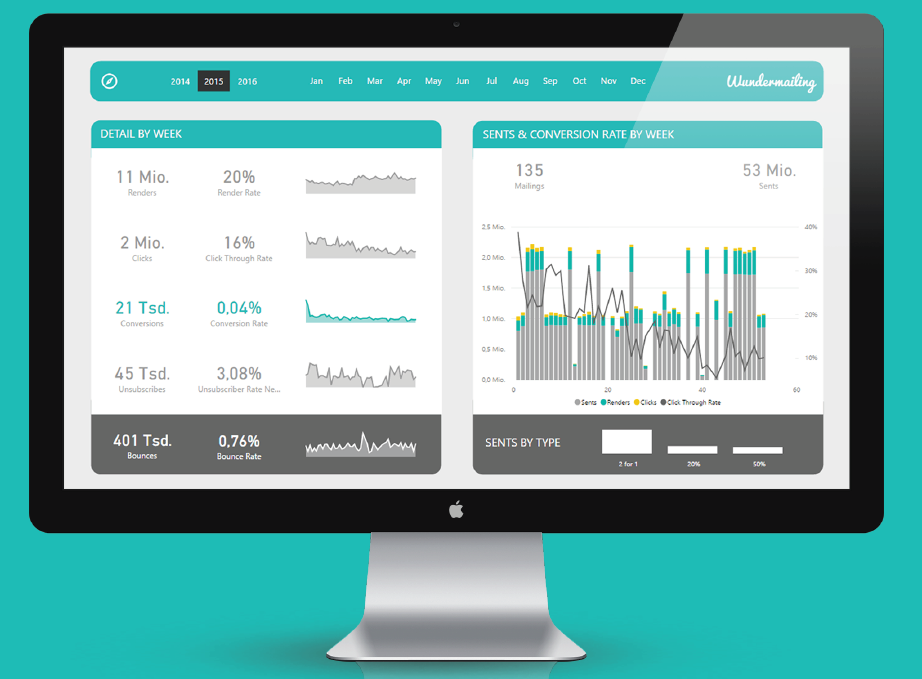 2014 2015 2016 Jan Feb Mar Apr May Jun Jul Aug Sep Oct Nov Dec Wundermailing
DETAIL BY WEEK
11 Mio. 20%
Renders Render Rate
2 Mio. 16%
Clicks Click Through Rate
21 Tsd. 0,04%
Conversions Conversion Rate
45 Tsd. 3,08%
Unsubscribes Unsubscriber Rate Ne...
401 Tsd. 0,76%
Bounces Bounce Rate
SENTS & CONVERSION RATE BY WEEK
135 53 Mio.
Mailings Sents
2.5 Mio. 40%
2.0 Mio.
30%
1.5 Mio.
20%
1.0 Mio.
0.5 Mio.
10%
0.0 Mio.
0 20 40 60
Sents Renders Clicks Click Through Rate
SENTS BY TYPE
2 for 1 20% 50%